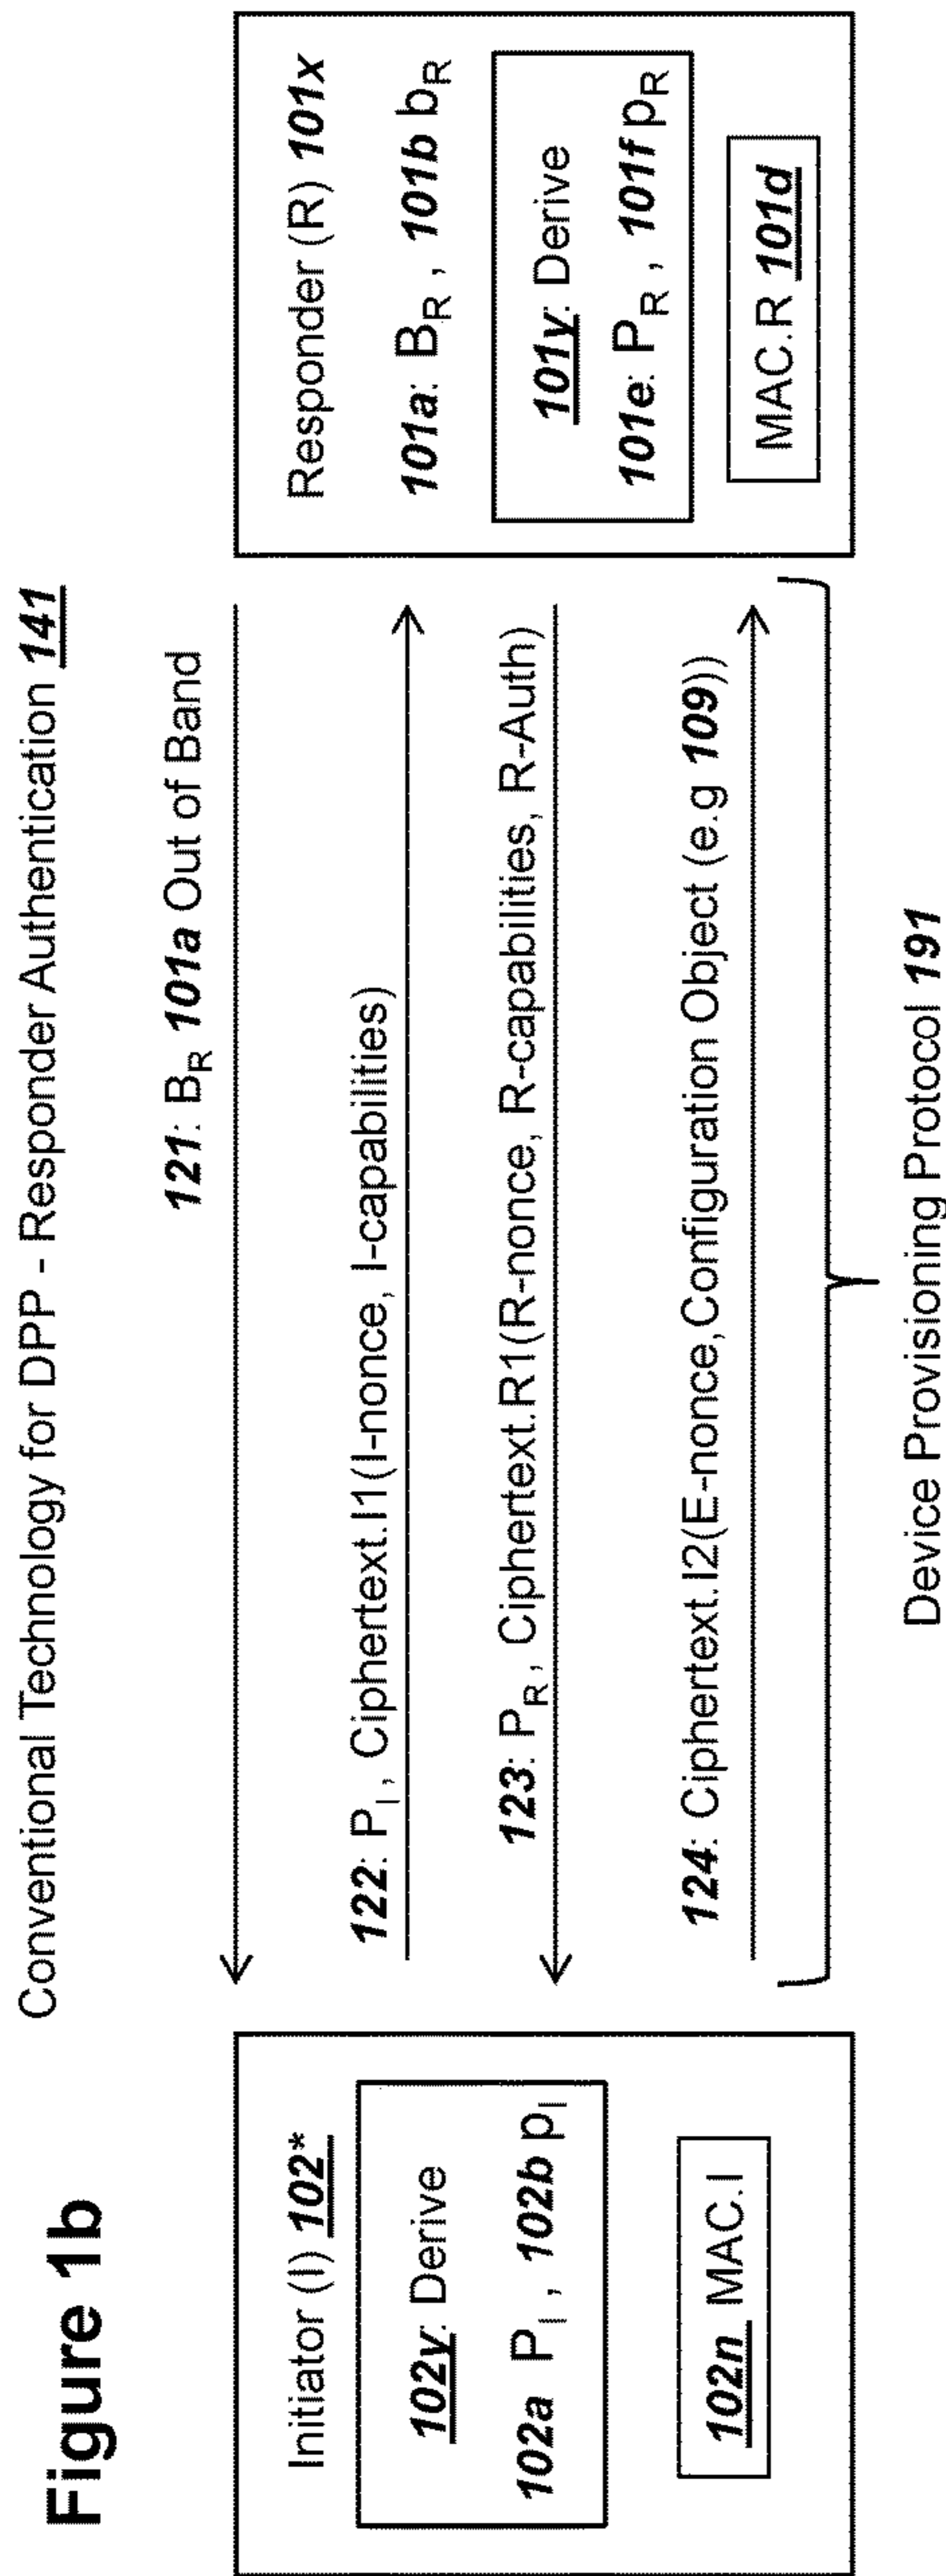 Figure 1b
Conventional Technology for DPP - Responder Authentication 141
Initiator (I) 102*
102y: Derive
102a P_I , 102b p_I
102n MAC.I
121: B_R 101a Out of Band
122: P_I , Ciphertext.I1(I-nonce, I-capabilities)
123: P_R , Ciphertext.R1(R-nonce, R-capabilities, R-Auth)
124: Ciphertext.I2(E-nonce,Configuration Object (e.g 109))
Device Provisioning Protocol 191
Responder (R) 101x
101a: B_R , 101b b_R
101y: Derive
101e: P_R , 101f p_R
MAC.R 101d